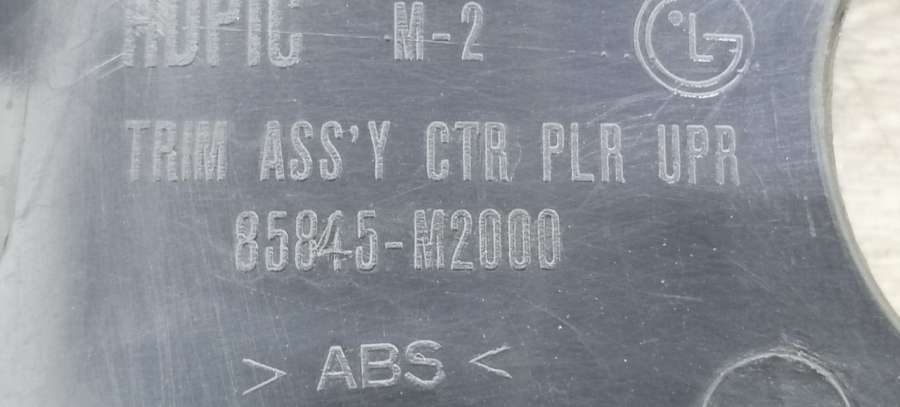 HDPIC M-2 LG
TRIM ASS'Y CTR PLR UPR
85845-M2000
> ABS <